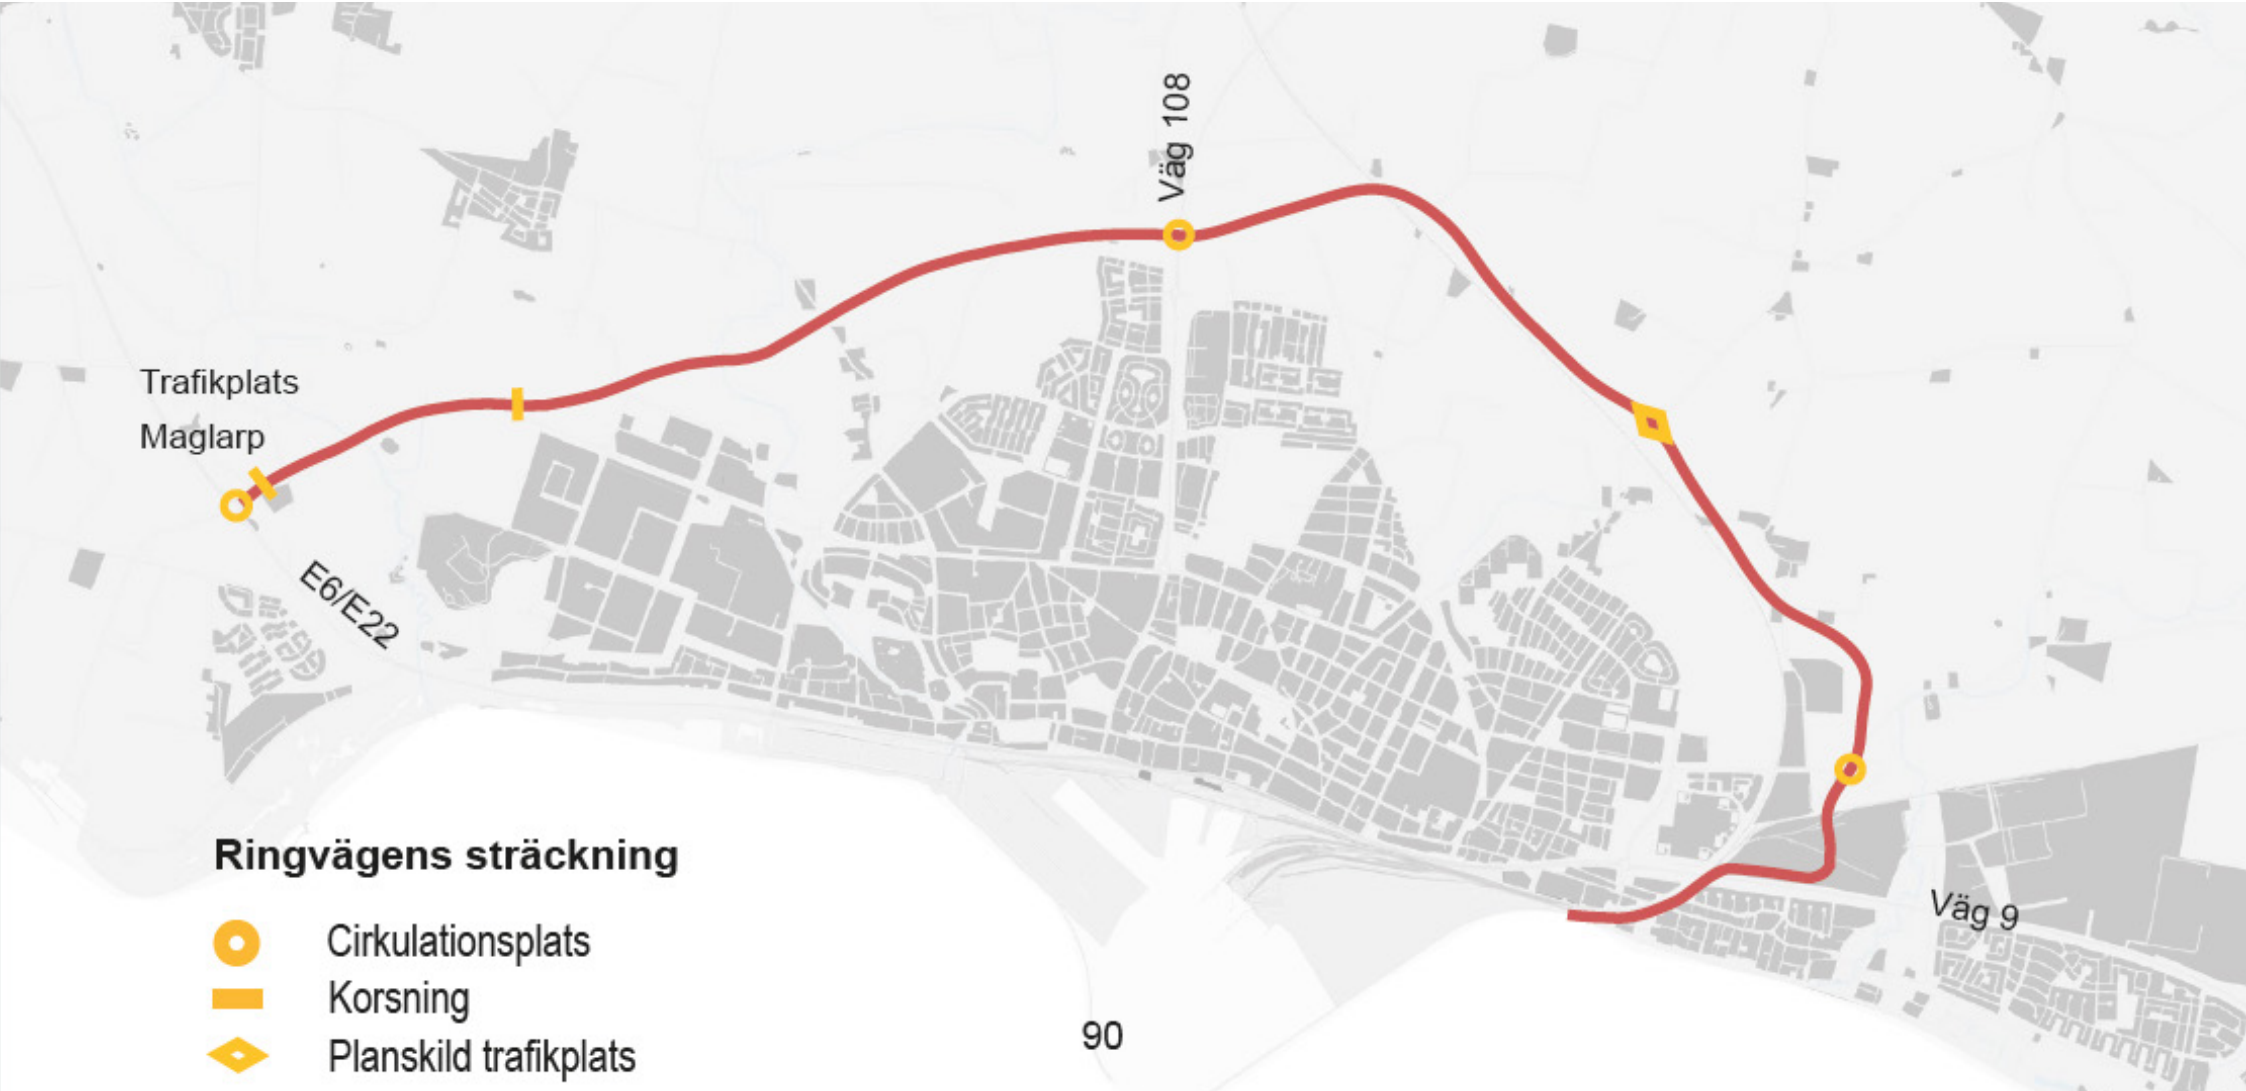 Väg 108
Trafikplats
Maglarp
E6/E22
Väg 9
Ringvägens sträckning
Cirkulationsplats
Korsning
Planskild trafikplats
90